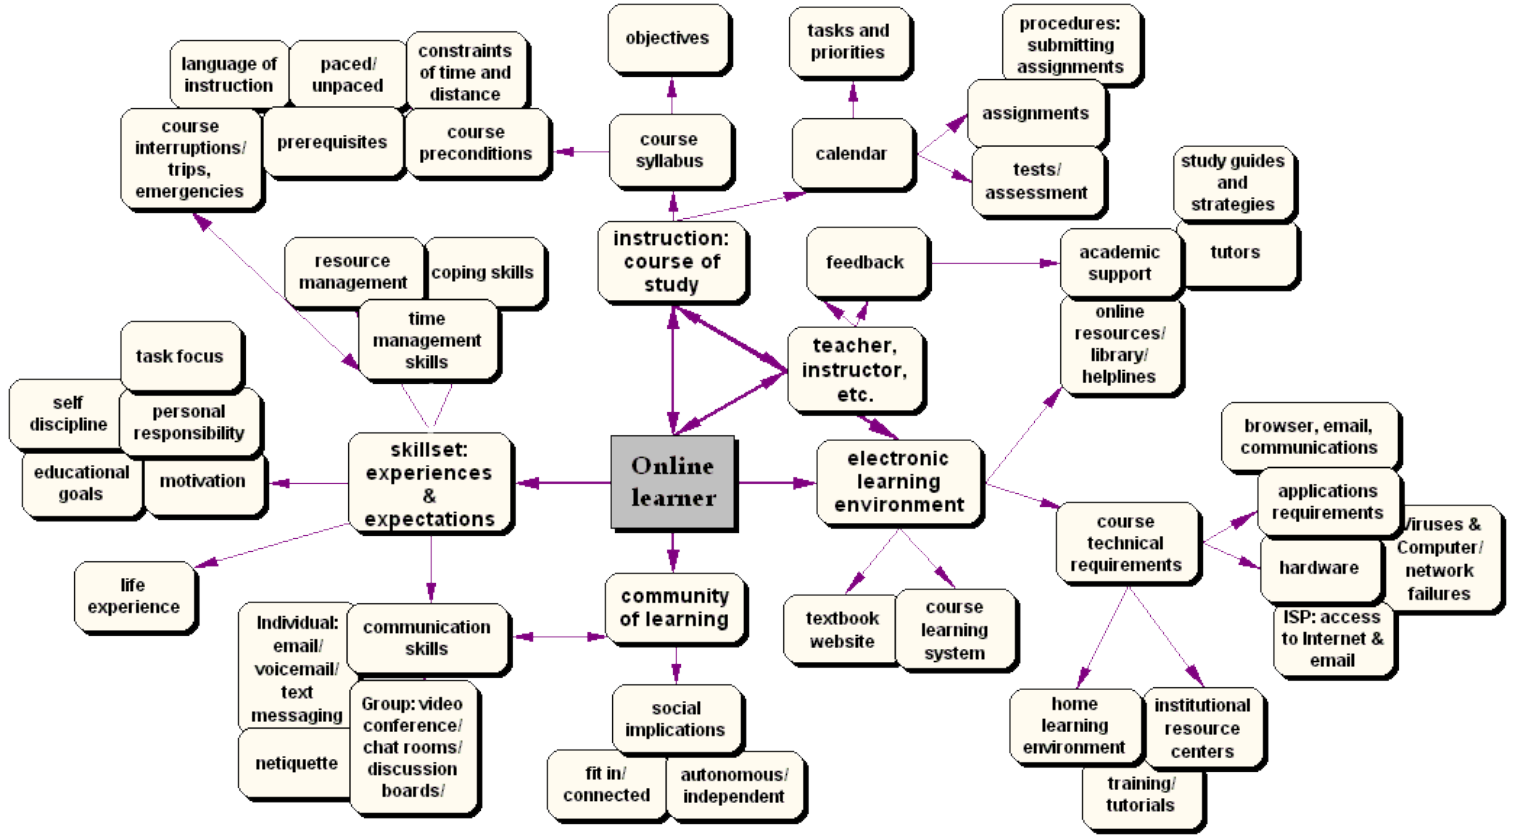 objectives
tasks and
priorities
procedures:
submitting
assignments
language of
instruction
paced/
unpaced
constraints
of time and
distance
course
interruptions/
trips,
emergencies
prerequisites
course
preconditions
course
syllabus
calendar
assignments
tests/
assessment
study guides
and
strategies
tutors
instruction:
course of
study
feedback
academic
support
online
resources/
library/
helplines
resource
management
coping skills
time
management
skills
teacher,
instructor,
etc.
task focus
self
discipline
personal
responsibility
educational
goals
motivation
skillset:
experiences
&
expectations
Online
learner
electronic
learning
environment
browser, email,
communications
applications
requirements
Viruses &
Computer/
network
failures
hardware
ISP: access
to Internet &
email
course
technical
requirements
life
experience
community
of learning
textbook
website
course
learning
system
Individual:
email/
voicemail/
text
messaging
communication
skills
Group: video
conference/
chat rooms/
discussion
boards/
netiquette
social
implications
fit in/
connected
autonomous/
independent
home
learning
environment
institutional
resource
centers
training/
tutorials